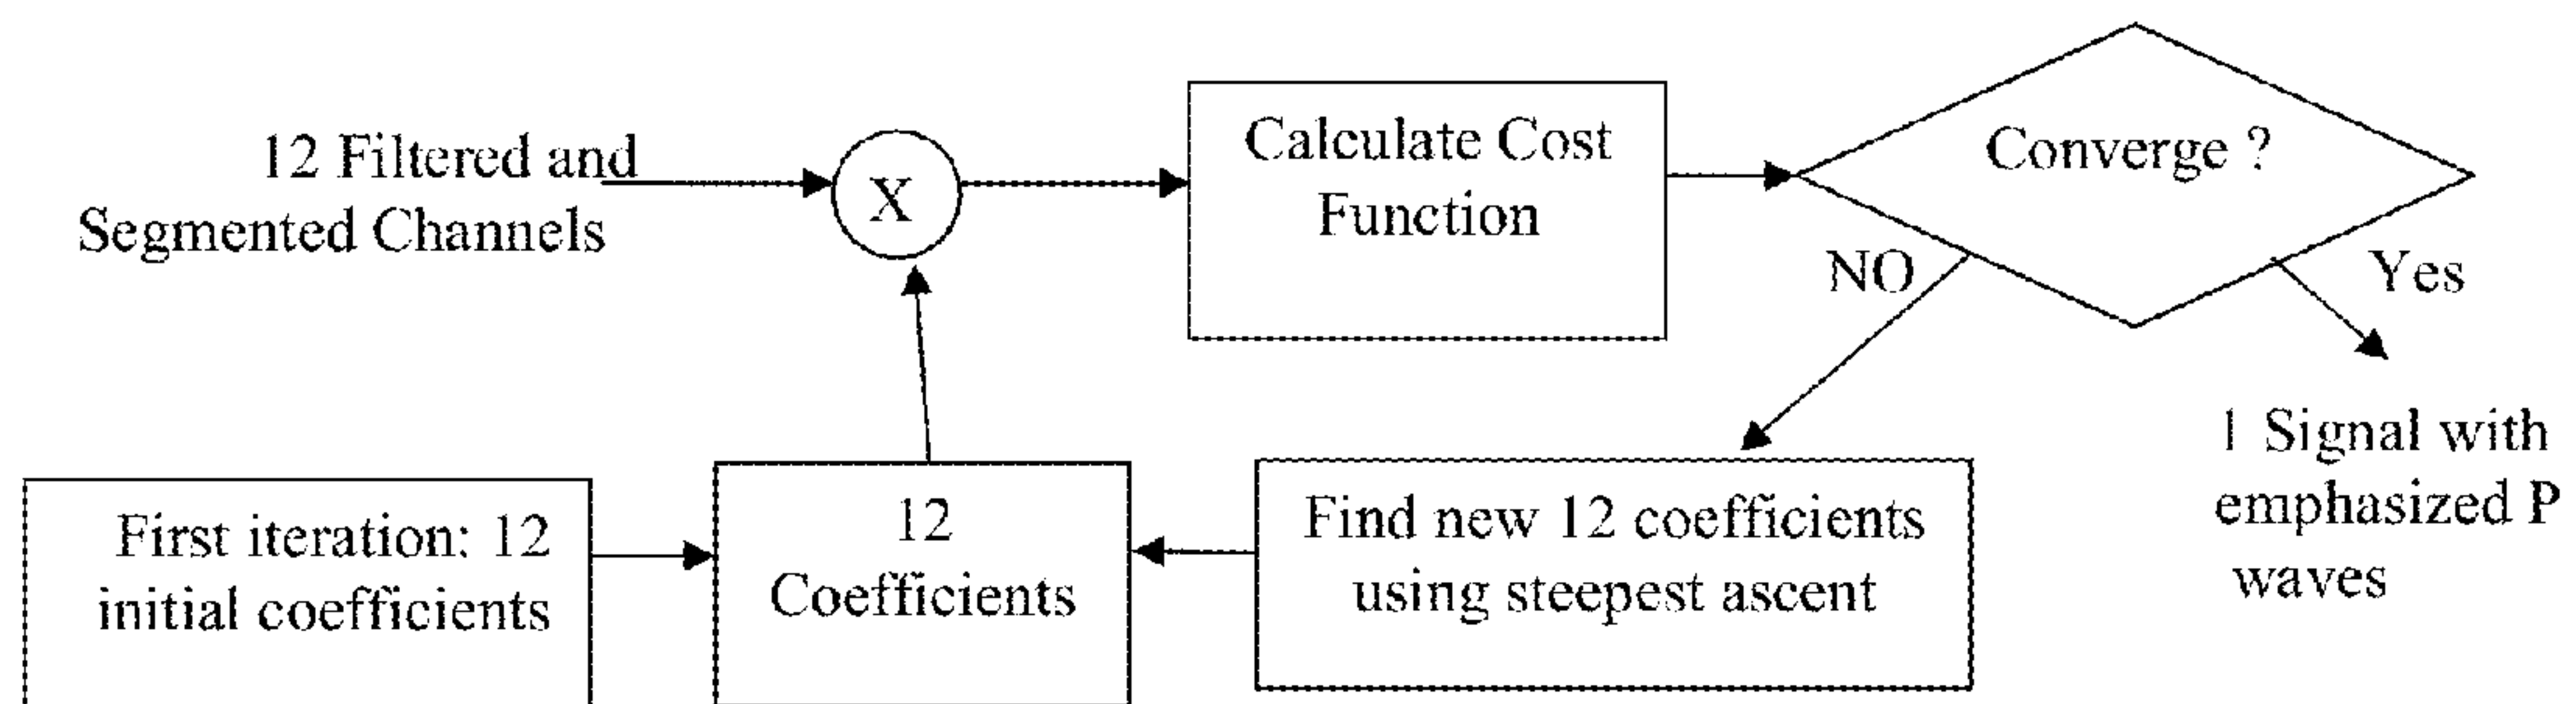 12 Filtered and
Segmented Channels
X
Calculate Cost
Function
Converge ?
NO
Yes
1 Signal with
emphasized P
waves
First iteration: 12
initial coefficients
12
Coefficients
Find new 12 coefficients
using steepest ascent